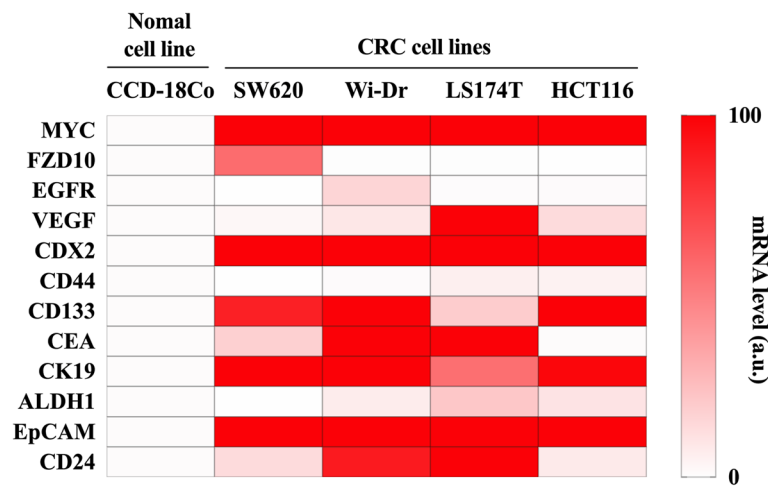 Nomal
cell line
CRC cell lines
CCD-18Co SW620 Wi-Dr LS174T HCT116
MYC
FZD10
EGFR
VEGF
CDX2
CD44
CD133
CEA
CK19
ALDH1
EpCAM
CD24
100
mRNA level (a.u.)
0